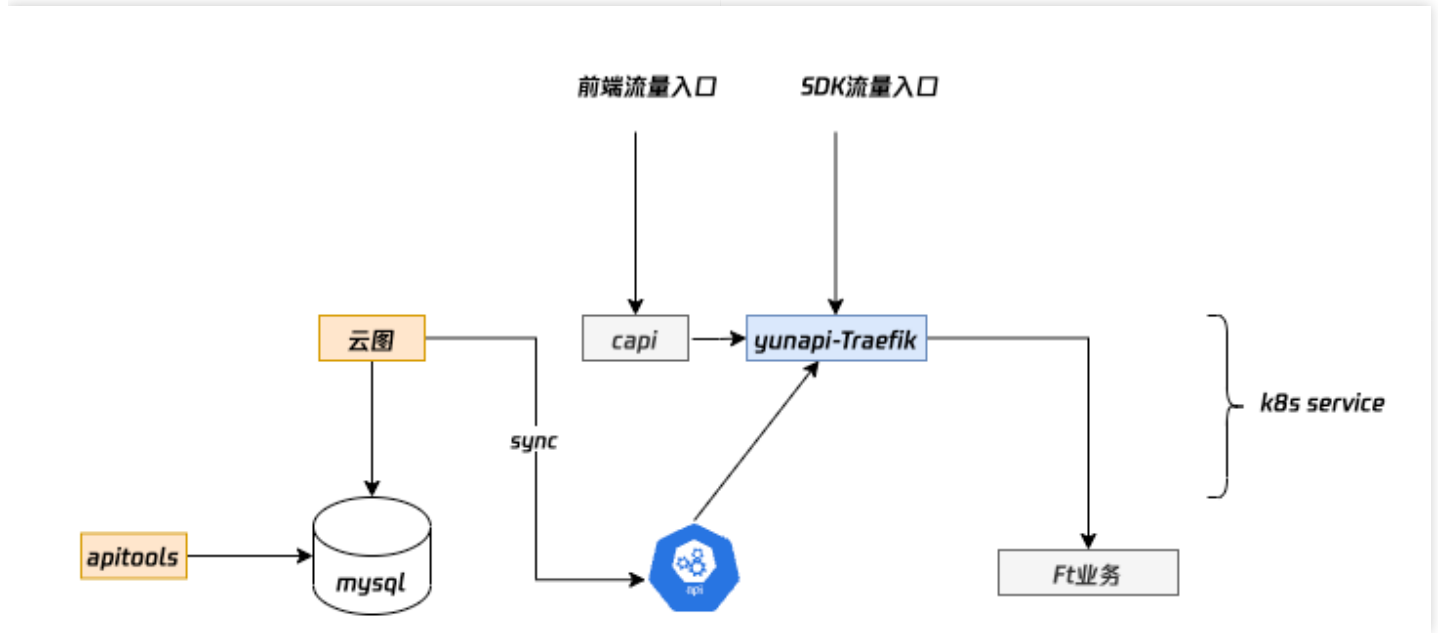 前端流量入口
SDK流量入口
云图
capi
yunapi-Traefik
k8s service
sync
apitools
mysql
api
Ft业务